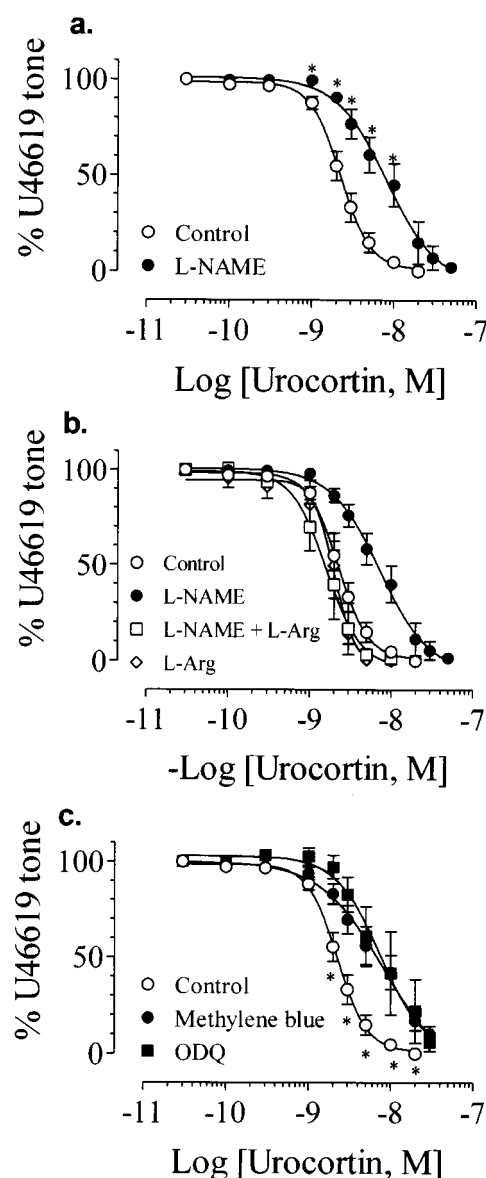 a.
% U46619 tone
100
50
0
Control
L-NAME
* * * * *
-11 -10 -9 -8 -7
Log [Urocortin, M]
b.
% U46619 tone
100
50
0
Control
L-NAME
L-NAME + L-Arg
L-Arg
-11 -10 -9 -8 -7
-Log [Urocortin, M]
c.
% U46619 tone
100
50
0
Control
Methylene blue
ODQ
* * * * *
-11 -10 -9 -8 -7
Log [Urocortin, M]